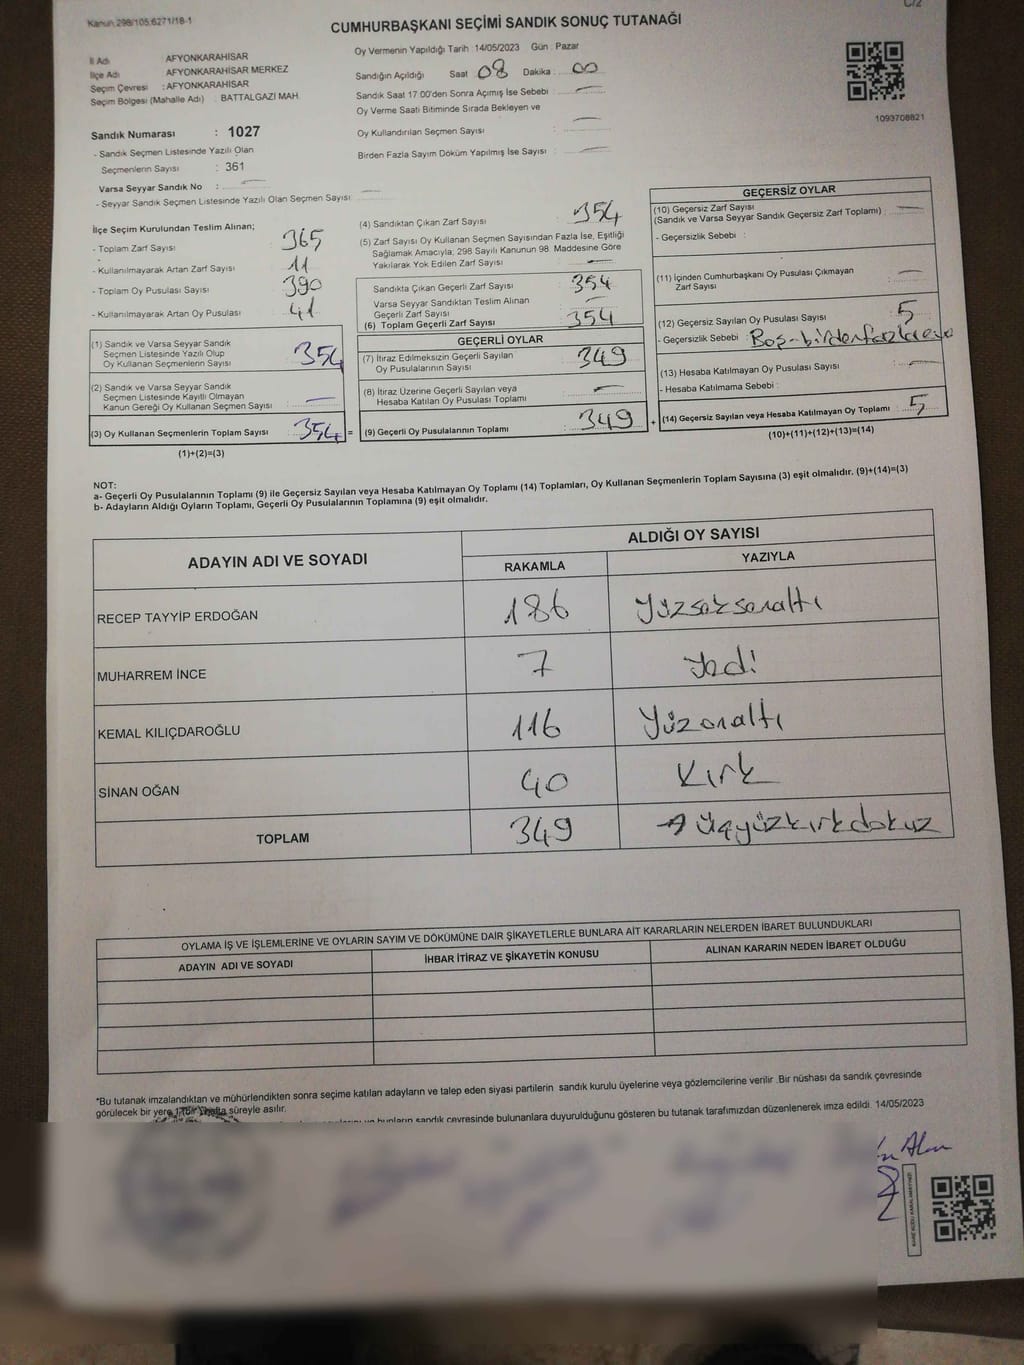 Kanun 298/105.6271/18-1
CUMHURBAŞKANI SEÇİMİ SANDIK SONUÇ TUTANAĞI
İl Adı AFYONKARAHİSAR
İlçe Adı AFYONKARAHİSAR MERKEZ
Seçim Çevresi : AFYONKARAHİSAR
Seçim Bölgesi (Mahalle Adı) : BATTALGAZİ MAH.
Sandık Numarası : 1027
- Sandık Seçmen Listesinde Yazılı Olan
Seçmenlerin Sayısı : 361
Varsa Seyyar Sandık No :
- Seyyar Sandık Seçmen Listesinde Yazılı Olan Seçmen Sayısı
Oy Vermenin Yapıldığı Tarih : 14/05/2023 Gün : Pazar
Sandığın Açıldığı Saat 08 Dakika : 00
Sandık Saat 17:00'den Sonra Açımış İse Sebebi :
Oy Verme Saati Bitiminde Sırada Bekleyen ve
Oy Kullandırılan Seçmen Sayısı
Birden Fazla Sayım Döküm Yapılmış İse Sayısı :
1093708821
İlçe Seçim Kurulundan Teslim Alınan;
- Toplam Zarf Sayısı 365
- Kullanılmayarak Artan Zarf Sayısı 11
- Toplam Oy Pusulası Sayısı 390
- Kullanılmayarak Artan Oy Pusulası 41
(1) Sandık ve Varsa Seyyar Sandık
Seçmen Listesinde Yazılı Olup
Oy Kullanan Seçmenlerin Sayısı 354
(2) Sandık ve Varsa Seyyar Sandık
Seçmen Listesinde Kayıtlı Olmayan
Kanun Gereği Oy Kullanan Seçmen Sayısı
(3) Oy Kullanan Seçmenlerin Toplam Sayısı 354 =
(1)+(2)=(3)
(4) Sandıktan Çıkan Zarf Sayısı 354
(5) Zarf Sayısı Oy Kullanan Seçmen Sayısından Fazla İse, Eşitliği
Sağlamak Amacıyla; 298 Sayılı Kanunun 98. Maddesine Göre
Yakılarak Yok Edilen Zarf Sayısı
Sandıkta Çıkan Geçerli Zarf Sayısı 354
Varsa Seyyar Sandıktan Teslim Alınan
Geçerli Zarf Sayısı
(6) Toplam Geçerli Zarf Sayısı 354
GEÇERLİ OYLAR
(7) İtiraz Edilmeksizin Geçerli Sayılan
Oy Pusulalarının Sayısı 349
(8) İtiraz Üzerine Geçerli Sayılan veya
Hesaba Katılan Oy Pusulası Toplamı
(9) Geçerli Oy Pusulalarının Toplamı 349 +
GEÇERSİZ OYLAR
(10) Geçersiz Zarf Sayısı
(Sandık ve Varsa Seyyar Sandık Geçersiz Zarf Toplamı) :
- Geçersizlik Sebebi :
(11) İçinden Cumhurbaşkanı Oy Pusulası Çıkmayan
Zarf Sayısı
(12) Geçersiz Sayılan Oy Pusulası Sayısı 5
- Geçersizlik Sebebi : Boş-birdenfazlaeye
(13) Hesaba Katılmayan Oy Pusulası Sayısı
- Hesaba Katılmama Sebebi :
(14) Geçersiz Sayılan veya Hesaba Katılmayan Oy Toplamı 5
(10)+(11)+(12)+(13)=(14)
NOT:
a- Geçerli Oy Pusulalarının Toplamı (9) ile Geçersiz Sayılan veya Hesaba Katılmayan Oy Toplamı (14) Toplamları, Oy Kullanan Seçmenlerin Toplam Sayısına (3) eşit olmalıdır. (9)+(14)=(3)
b- Adayların Aldığı Oyların Toplamı, Geçerli Oy Pusulalarının Toplamına (9) eşit olmalıdır.
ADAYIN ADI VE SOYADI ALDIĞI OY SAYISI
RAKAMLA YAZIYLA
RECEP TAYYİP ERDOĞAN 186 Yüzseksenaltı
MUHARREM İNCE 7 Yedi
KEMAL KILIÇDAROĞLU 116 Yüzonaltı
SİNAN OĞAN 40 Kırk
TOPLAM 349 üçyüzkırkdokuz
OYLAMA İŞ VE İŞLEMLERİNE VE OYLARIN SAYIM VE DÖKÜMÜNE DAİR ŞİKAYETLERLE BUNLARA AİT KARARLARIN NELERDEN İBARET BULUNDUKLARI
ADAYIN ADI VE SOYADI İHBAR İTİRAZ VE ŞİKAYETİN KONUSU ALINAN KARARIN NEDEN İBARET OLDUĞU
*Bu tutanak imzalandıktan ve mühürlendikten sonra seçime katılan adayların ve talep eden siyasi partilerin sandık kurulu üyelerine veya gözlemcilerine verilir .Bir nüshası da sandık çevresinde
görülecek bir yere 1 bir hafta süreyle asılır.
bunların sandık çevresinde bulunanlara duyurulduğunu gösteren bu tutanak tarafımızdan düzenlenerek imza edildi. 14/05/2023